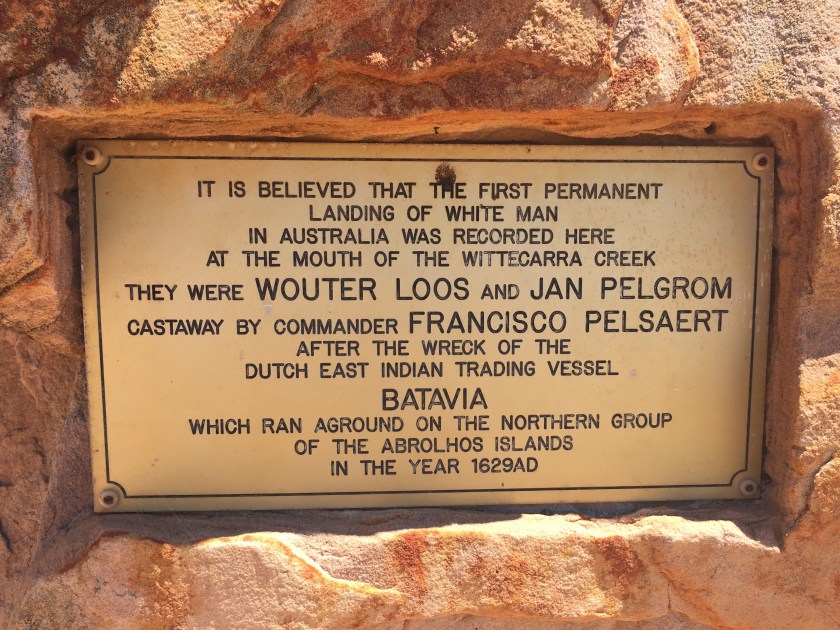 IT IS BELIEVED THAT THE FIRST PERMANENT
LANDING OF WHITE MAN
IN AUSTRALIA WAS RECORDED HERE
AT THE MOUTH OF THE WITTECARRA CREEK
THEY WERE WOUTER LOOS AND JAN PELGROM
CASTAWAY BY COMMANDER FRANCISCO PELSAERT
AFTER THE WRECK OF THE
DUTCH EAST INDIAN TRADING VESSEL
BATAVIA
WHICH RAN AGROUND ON THE NORTHERN GROUP
OF THE ABROLHOS ISLANDS
IN THE YEAR 1629AD